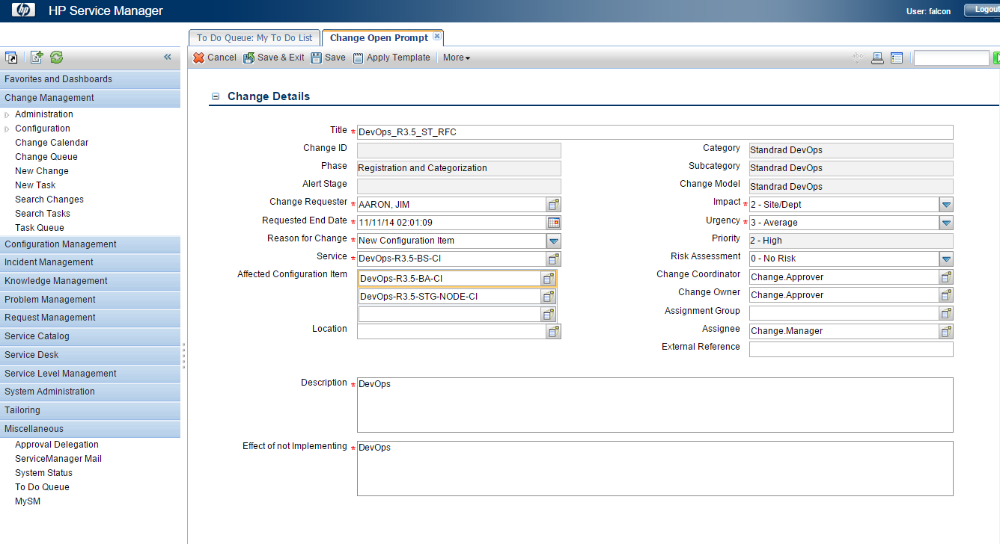 hp HP Service Manager
User: falcon
Logout
To Do Queue: My To Do List
Change Open Prompt
Cancel Save & Exit Save Apply Template More
abc
Favorites and Dashboards
Change Management
Administration
Configuration
Change Calendar
Change Queue
New Change
New Task
Search Changes
Search Tasks
Task Queue
Configuration Management
Incident Management
Knowledge Management
Problem Management
Request Management
Service Catalog
Service Desk
Service Level Management
System Administration
Tailoring
Miscellaneous
Approval Delegation
ServiceManager Mail
System Status
To Do Queue
MySM
Change Details
Title * DevOps_R3.5_ST_RFC
Change ID
Phase Registration and Categorization
Alert Stage
Change Requester * AARON, JIM
Requested End Date * 11/11/14 02:01:09
Reason for Change * New Configuration Item
Service * DevOps-R3.5-BS-CI
Affected Configuration Item DevOps-R3.5-BA-CI
DevOps-R3.5-STG-NODE-CI
Location
Category Standrad DevOps
Subcategory Standrad DevOps
Change Model Standrad DevOps
Impact * 2 - Site/Dept
Urgency * 3 - Average
Priority 2 - High
Risk Assessment 0 - No Risk
Change Coordinator Change.Approver
Change Owner Change.Approver
Assignment Group
Assignee Change.Manager
External Reference
Description * DevOps
Effect of not Implementing * DevOps